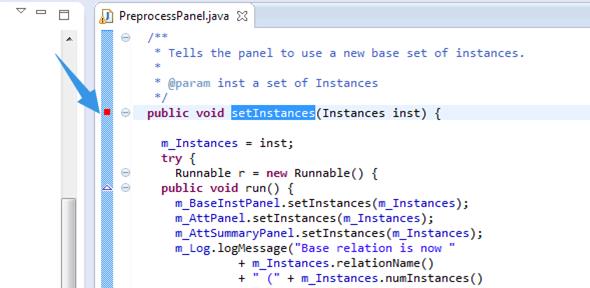 PreprocessPanel.java
/**
* Tells the panel to use a new base set of instances.
*
* @param inst a set of Instances
*/
public void setInstances(Instances inst) {
m_Instances = inst;
try {
Runnable r = new Runnable() {
public void run() {
m_BaseInstPanel.setInstances(m_Instances);
m_AttPanel.setInstances(m_Instances);
m_AttSummaryPanel.setInstances(m_Instances);
m_Log.logMessage("Base relation is now "
+ m_Instances.relationName()
+ " (" + m_Instances.numInstances()